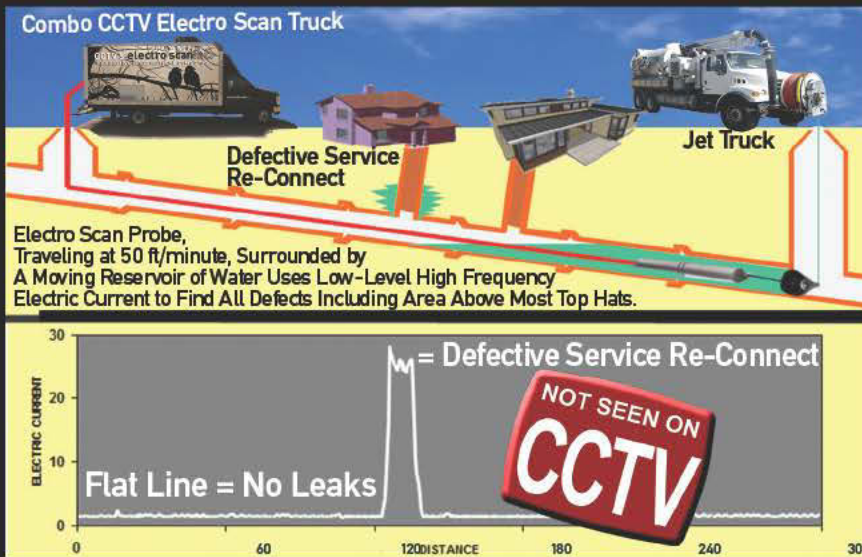 Combo CCTV Electro Scan Truck
electro scan
Defective Service
Re-Connect
Jet Truck
Electro Scan Probe,
Traveling at 50 ft/minute, Surrounded by
A Moving Reservoir of Water Uses Low-Level High Frequency
Electric Current to Find All Defects Including Area Above Most Top Hats.
30
= Defective Service Re-Connect
20
ELECTRIC CURRENT
NOT SEEN ON
CCTV
10
Flat Line = No Leaks
0
0 60 120 DISTANCE 180 240 30